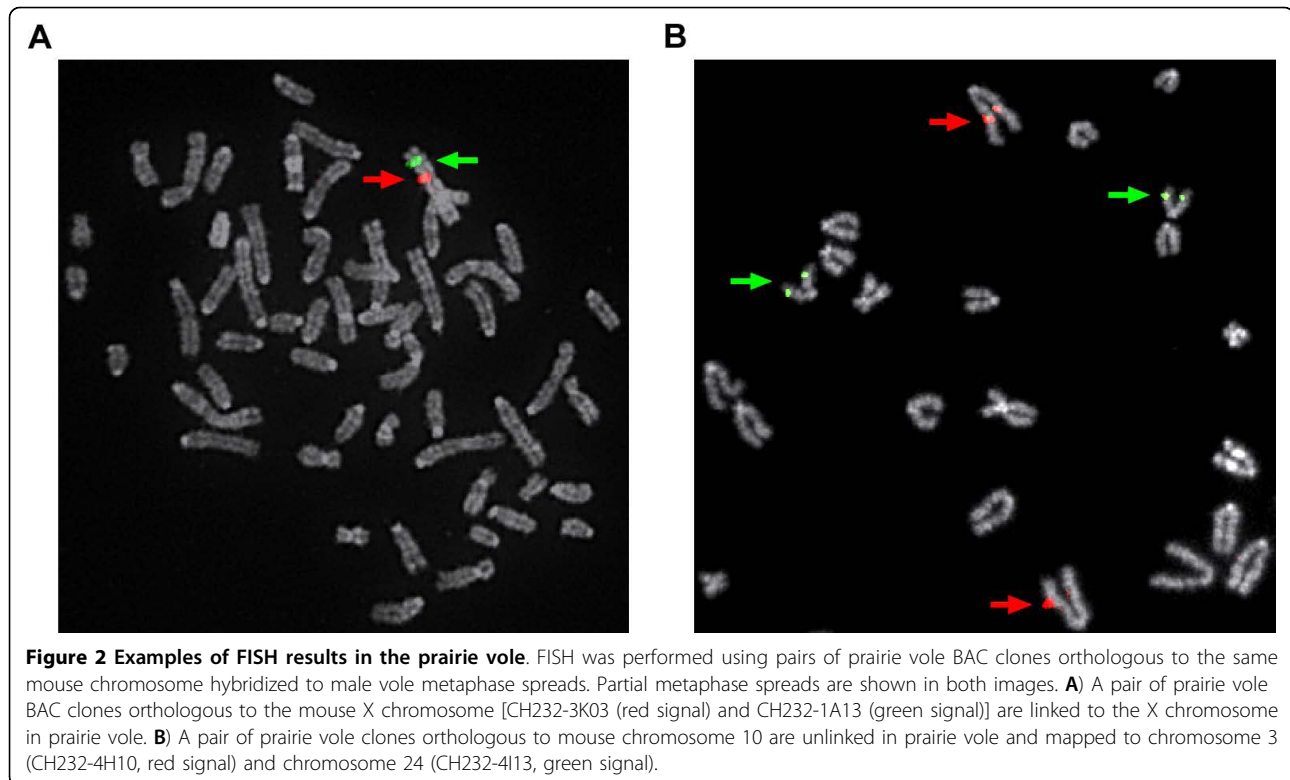 A
B
Figure 2 Examples of FISH results in the prairie vole. FISH was performed using pairs of prairie vole BAC clones orthologous to the same
mouse chromosome hybridized to male vole metaphase spreads. Partial metaphase spreads are shown in both images. A) A pair of prairie vole
BAC clones orthologous to the mouse X chromosome [CH232-3K03 (red signal) and CH232-1A13 (green signal)] are linked to the X chromosome
in prairie vole. B) A pair of prairie vole clones orthologous to mouse chromosome 10 are unlinked in prairie vole and mapped to chromosome 3
(CH232-4H10, red signal) and chromosome 24 (CH232-4I13, green signal).